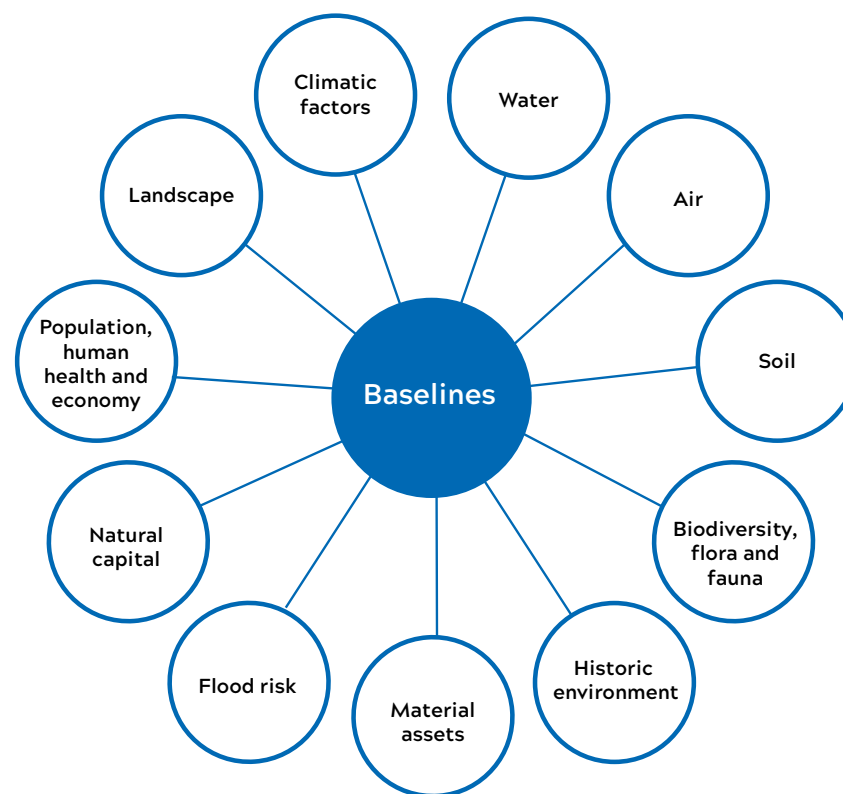 Climatic
factors
Water
Air
Soil
Biodiversity,
flora and
fauna
Historic
environment
Material
assets
Flood risk
Natural
capital
Population,
human
health and
economy
Landscape
Baselines